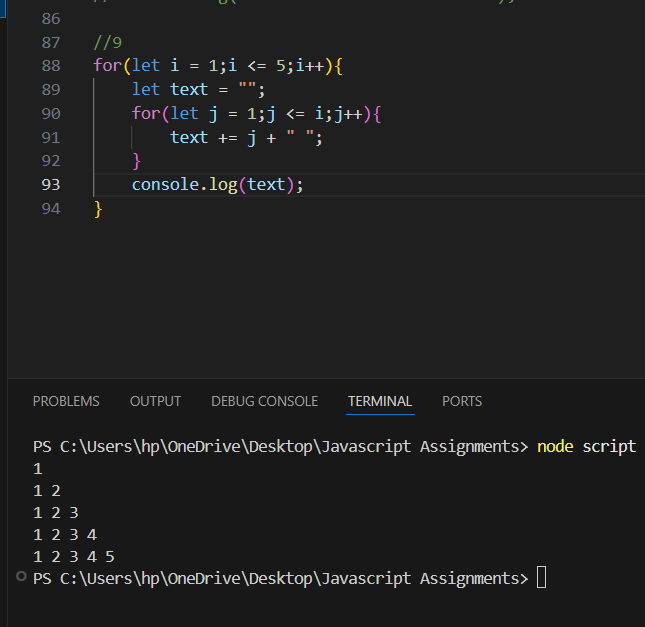 86
87 //9
88 for(let i = 1;i <= 5;i++){
89 let text = "";
90 for(let j = 1;j <= i;j++){
91 text += j + " ";
92 }
93 console.log(text);
94 }
PROBLEMS OUTPUT DEBUG CONSOLE TERMINAL PORTS
PS C:\Users\hp\OneDrive\Desktop\Javascript Assignments> node script
1
1 2
1 2 3
1 2 3 4
1 2 3 4 5
PS C:\Users\hp\OneDrive\Desktop\Javascript Assignments>